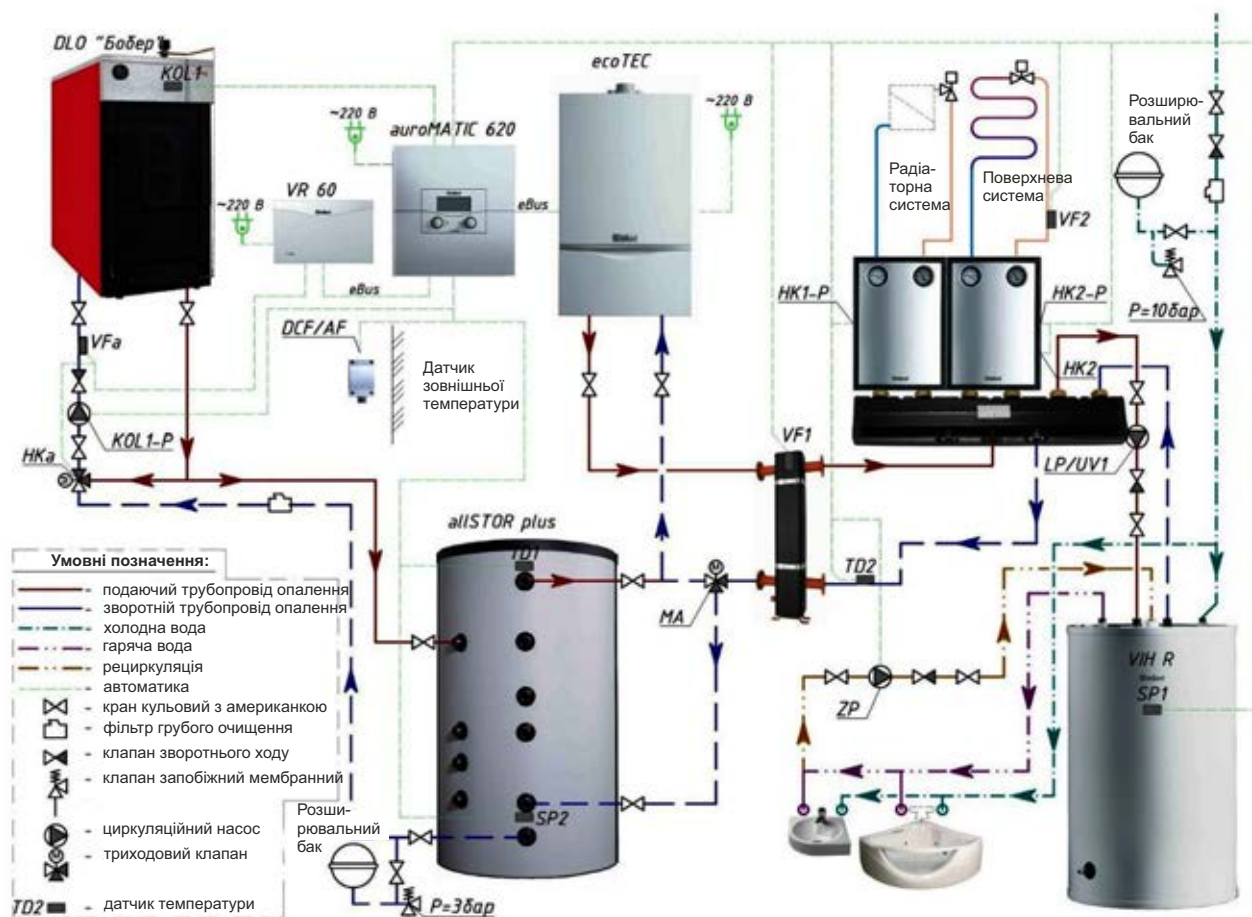 DLO "Бобер"
KOL1
~220 В
auroMATIC 620
ecoTEC
~220 В
VR 60
~220 В
eBus
eBus
Радіа-
торна
система
Поверхнева
система
VF2
Розширю-
вальний
бак
HK1-P
HK2-P
P=10бар
HK2
VFa
DCF/AF
Датчик
зовнішньої
температури
KOL1-P
HKa
VF1
LP/UV1
allSTOR plus
TD1
TD2
MA
ZP
VIH R
SP1
SP2
Розши-
рювальний
бак
P=3бар
Умовні позначення:
- подаючий трубопровід опалення
- зворотній трубопровід опалення
- холодна вода
- гаряча вода
- рециркуляція
- автоматика
- кран кульовий з американкою
- фільтр грубого очищення
- клапан зворотнього ходу
- клапан запобіжний мембранний
- циркуляційний насос
- триходовий клапан
TD2 - датчик температури